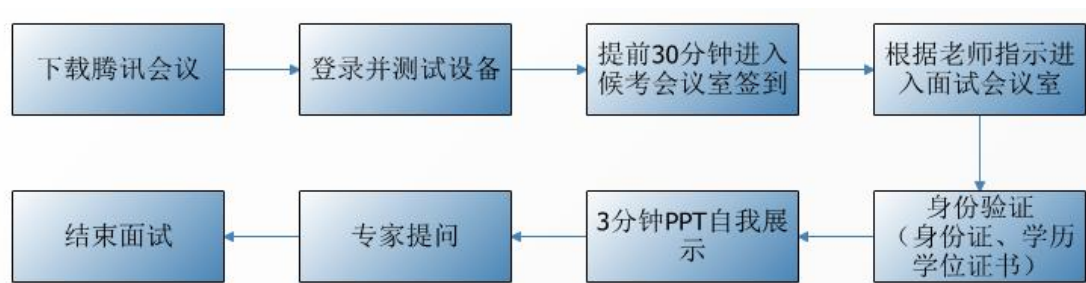 下载腾讯会议
登录并测试设备
提前30分钟进入
候考会议室签到
根据老师指示进
入面试会议室
身份验证
（身份证、学历
学位证书）
3分钟PPT自我展
示
专家提问
结束面试